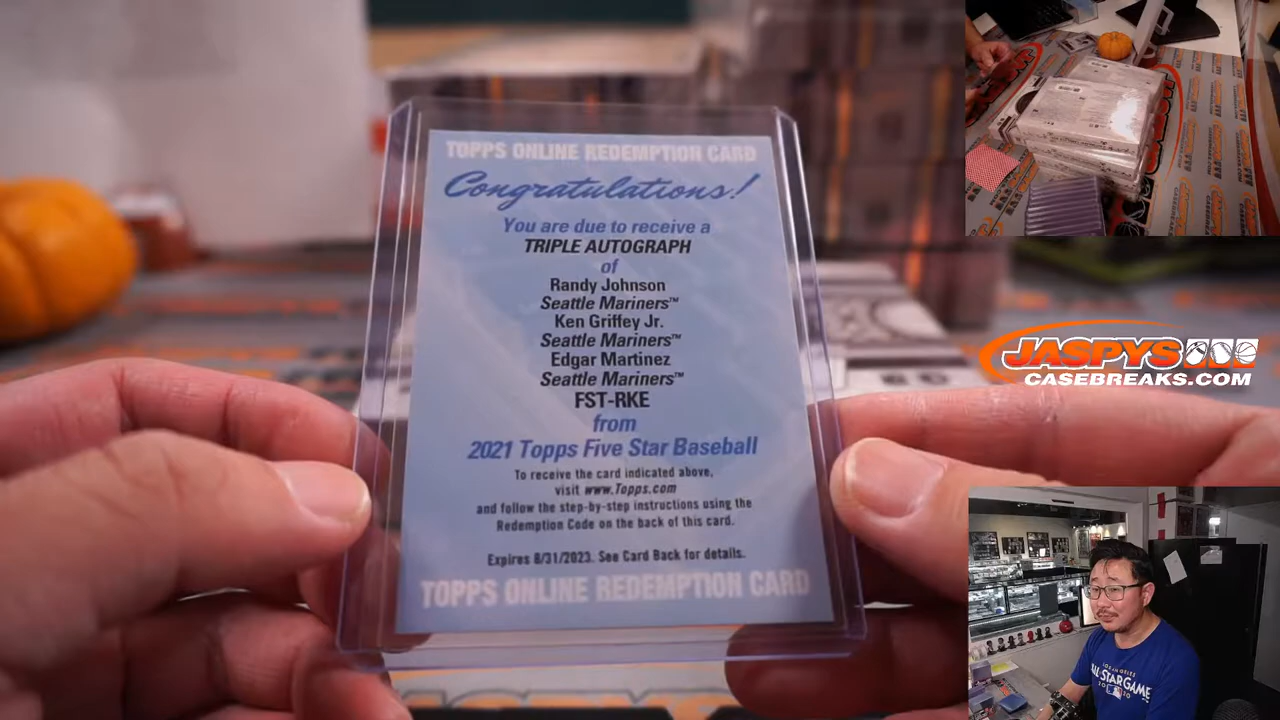 TOPPS ONLINE REDEMPTION CARD
Congratulations!
You are due to receive a
TRIPLE AUTOGRAPH
of
Randy Johnson
Seattle Mariners™
Ken Griffey Jr.
Seattle Mariners™
Edgar Martinez
Seattle Mariners™
FST-RKE
from
2021 Topps Five Star Baseball
To receive the card indicated above,
visit www.Topps.com
and follow the step-by-step instructions using the
Redemption Code on the back of this card.
Expires 8/31/2023. See Card Back for details.
TOPPS ONLINE REDEMPTION CARD
JASPYS
CASEBREAKS.COM
LOS ANGELES
ALL STAR GAME